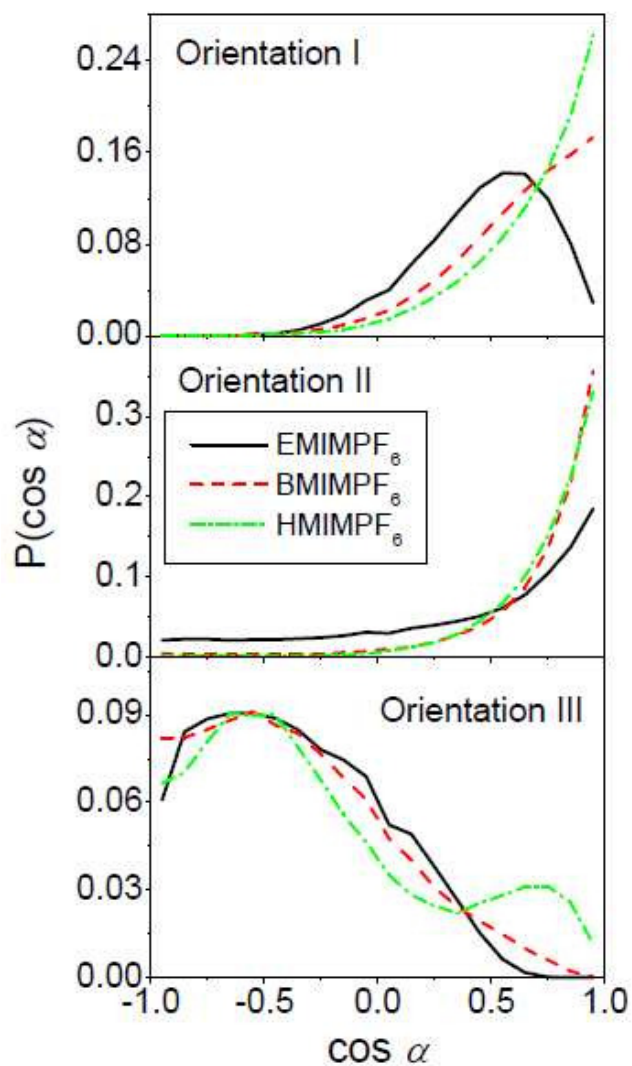 Orientation I
0.24
0.16
0.08
0.00
Orientation II
0.3
0.2
0.1
0.0
EMIMPF₆
BMIMPF₆
HMIMPF₆
P(cos α)
Orientation III
0.09
0.06
0.03
0.00
-1.0 -0.5 0.0 0.5 1.0
cos α